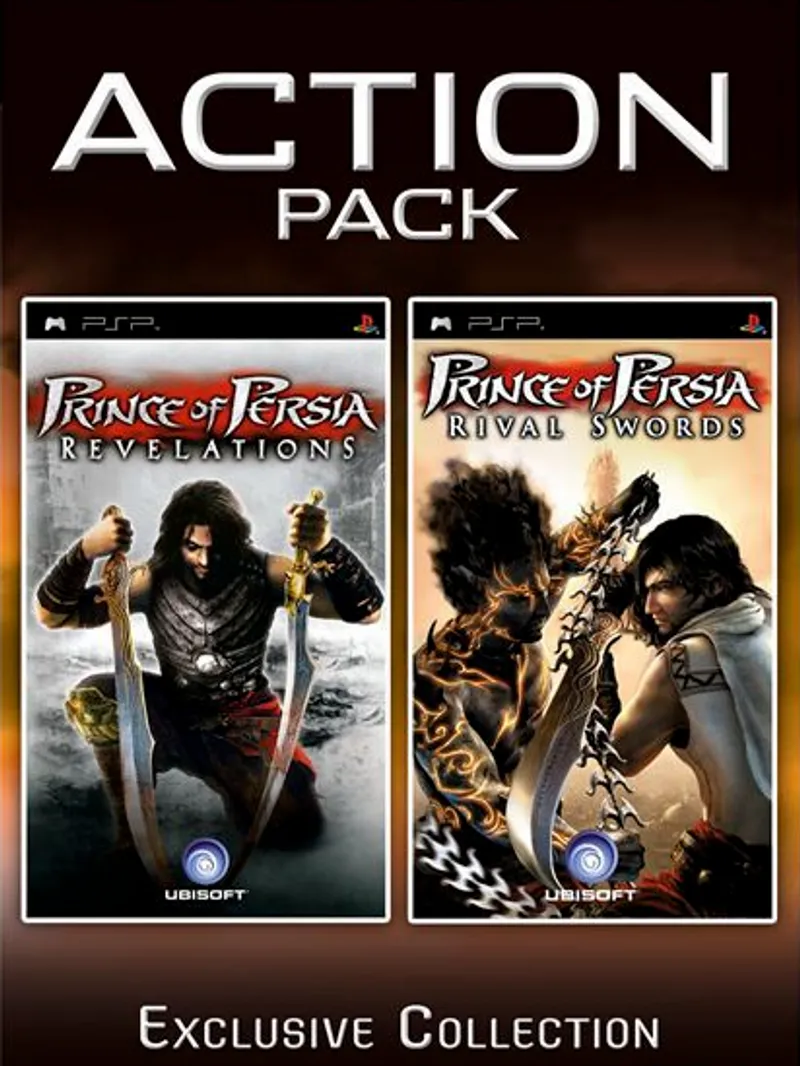 ACTION
PACK
PSP
PRINCE OF PERSIA
REVELATIONS
UBISOFT
PSP
PRINCE OF PERSIA
RIVAL SWORDS
UBISOFT
EXCLUSIVE COLLECTION